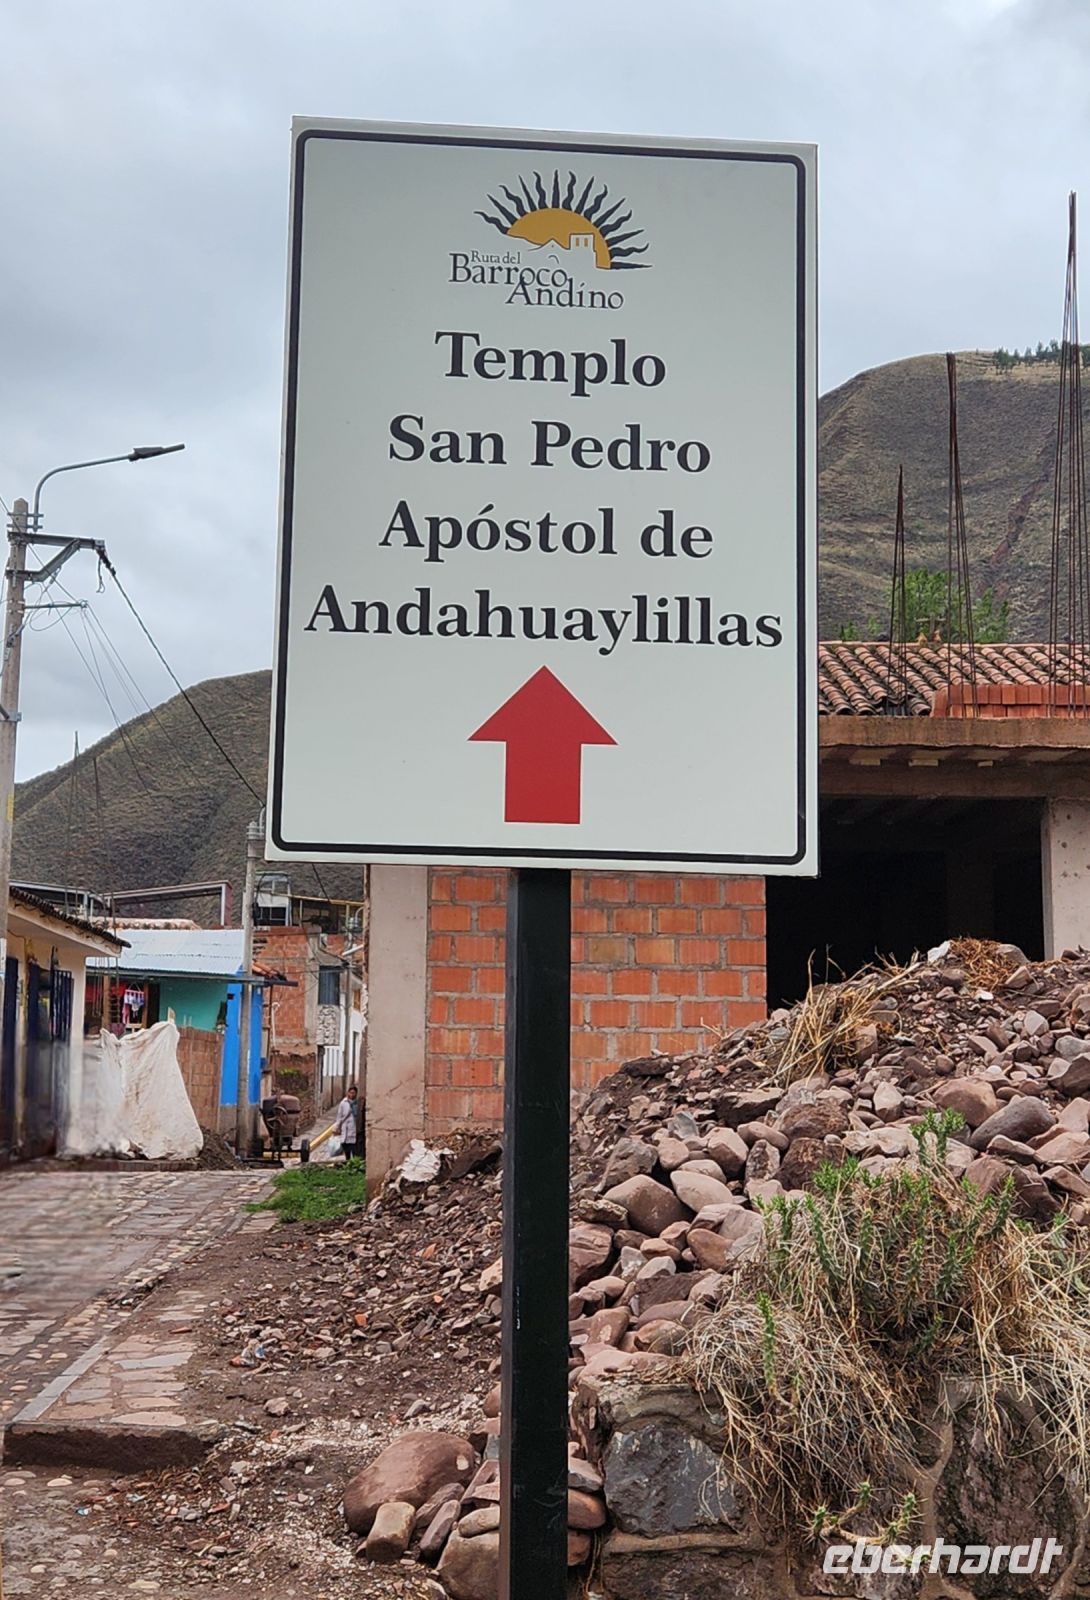 Ruta del
Barroco
Andino
Templo
San Pedro
Apóstol de
Andahuaylillas
eberhardt